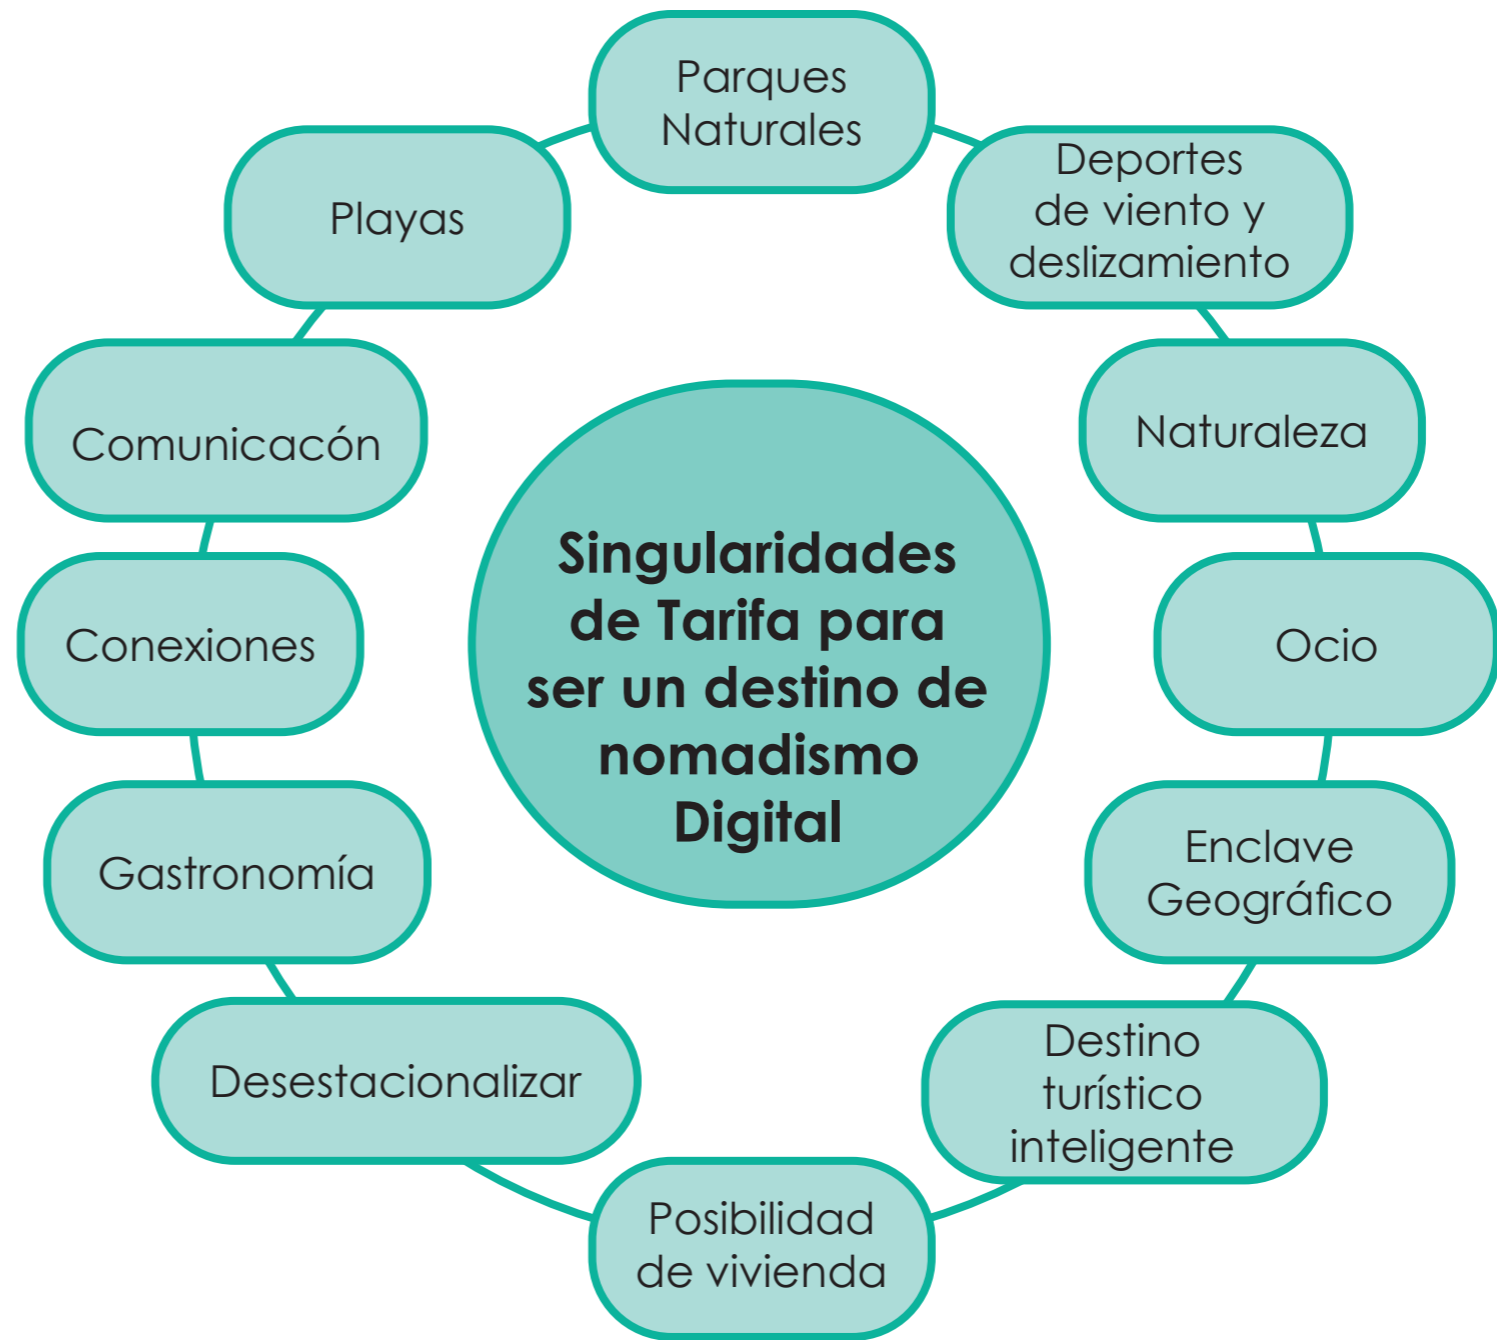 Parques
Naturales
Deportes
de viento y
deslizamiento
Naturaleza
Ocio
Enclave
Geográfico
Destino
turístico
inteligente
Posibilidad
de vivienda
Desestacionalizar
Gastronomía
Conexiones
Comunicacón
Playas
Singularidades
de Tarifa para
ser un destino de
nomadismo
Digital